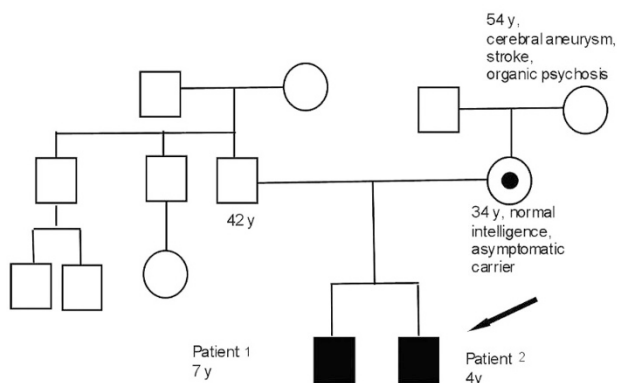 54 y,
cerebral aneurysm,
stroke,
organic psychosis
42 y
34 y, normal
intelligence,
asymptomatic
carrier
Patient 1
7 y
Patient 2
4y